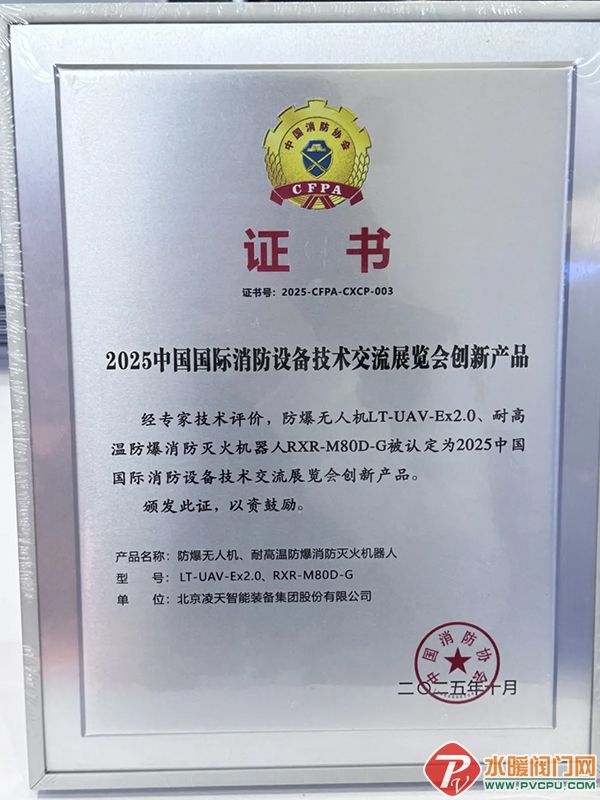 中国消防协会
CFPA
证书
证书号：2025-CFPA-CXCP-003
2025中国国际消防设备技术交流展览会创新产品
经专家技术评价，防爆无人机LT-UAV-Ex2.0、耐高
温防爆消防灭火机器人RXR-M80D-G被认定为2025中国
国际消防设备技术交流展览会创新产品。
颁发此证，以资鼓励。
产品名称：防爆无人机、耐高温防爆消防灭火机器人
型 号：LT-UAV-Ex2.0、RXR-M80D-G
单 位：北京凌天智能装备集团股份有限公司
中国消防协会
二〇二五年十月
水暖阀门网
WWW.PVCPU.COM